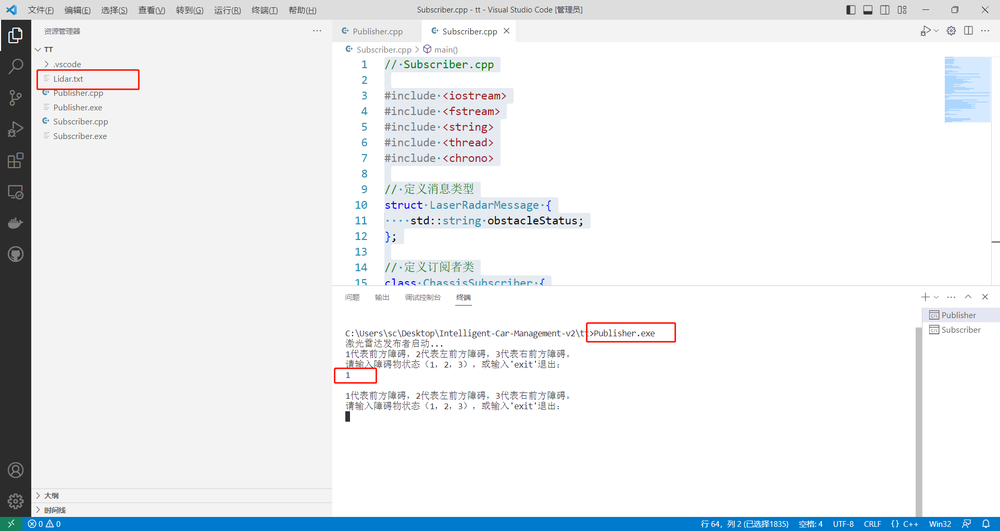 文件(F) 编辑(E) 选择(S) 查看(V) 转到(G) 运行(R) 终端(T) 帮助(H) Subscriber.cpp - tt - Visual Studio Code [管理员]
资源管理器
TT
.vscode
Lidar.txt
Publisher.cpp
Publisher.exe
Subscriber.cpp
Subscriber.exe
大纲
时间线
Publisher.cpp Subscriber.cpp
Subscriber.cpp > main()
1 // Subscriber.cpp
2
3 #include <iostream>
4 #include <fstream>
5 #include <string>
6 #include <thread>
7 #include <chrono>
8
9 // 定义消息类型
10 struct LaserRadarMessage {
11 std::string obstacleStatus;
12 };
13
14 // 定义订阅者类
15 class ChassisSubscriber {
问题 输出 调试控制台 终端
C:\Users\sc\Desktop\Intelligent-Car-Management-v2\tt>Publisher.exe
激光雷达发布者启动...
1代表前方障碍，2代表左前方障碍，3代表右前方障碍。
请输入障碍物状态（1，2，3），或输入'exit'退出：
1
1代表前方障碍，2代表左前方障碍，3代表右前方障碍。
请输入障碍物状态（1，2，3），或输入'exit'退出：
Publisher
Subscriber
0 0 行 64，列 2 (已选择1835) 空格: 4 UTF-8 CRLF {} C++ Win32